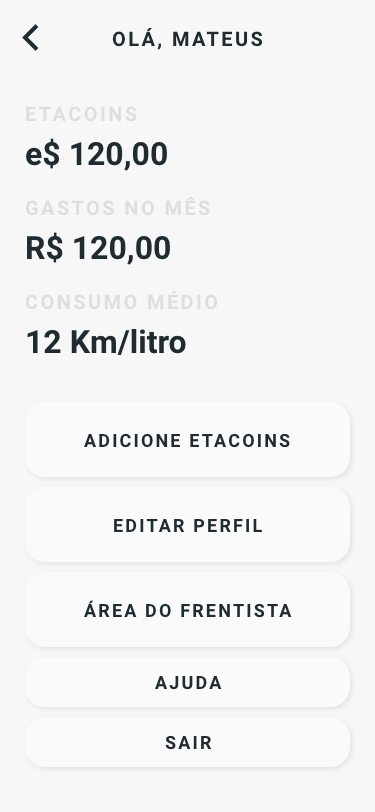 OLÁ, MATEUS
ETACOINS
e$ 120,00
GASTOS NO MÊS
R$ 120,00
CONSUMO MÉDIO
12 Km/litro
ADICIONE ETACOINS
EDITAR PERFIL
ÁREA DO FRENTISTA
AJUDA
SAIR